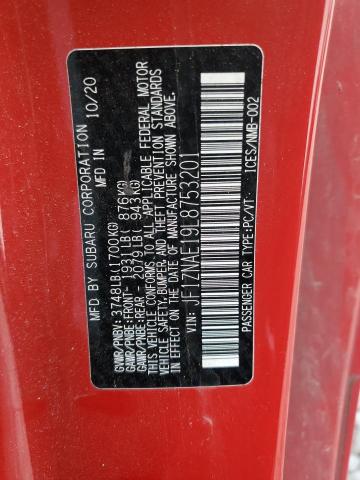 MFD BY SUBARU CORPORATION
MFD IN 10/20
GVWR/PNBV: 3748LB(1700KG)
GAWR/PNBE:FRONT - 1931LB( 876KG)
GAWR/PNBE:REAR - 2079LB( 943KG)
THIS VEHICLE CONFORMS TO ALL APPLICABLE FEDERAL MOTOR
VEHICLE SAFETY,BUMPER,AND THEFT PREVENTION STANDARDS
IN EFFECT ON THE DATE OF MANUFACTURE SHOWN ABOVE.
VIN: JF1ZNAE19L8753201
PASSENGER CAR TYPE:PC/VT- ICES/NMB-002